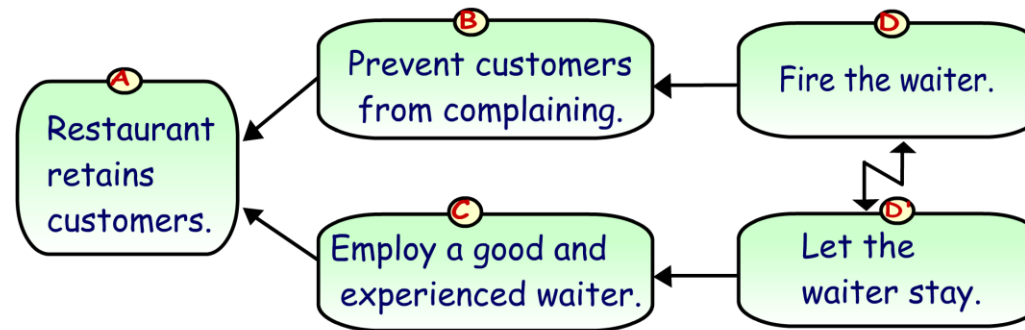 A
Restaurant
retains
customers.
B
Prevent customers
from complaining.
C
Employ a good and
experienced waiter.
D
Fire the waiter.
D'
Let the
waiter stay.